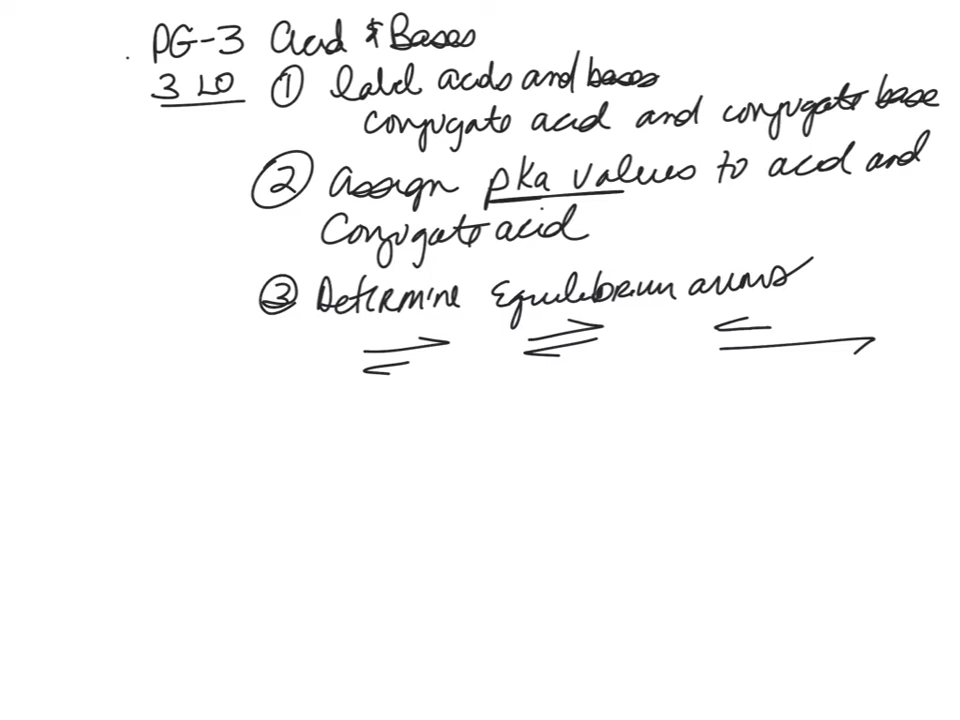 PG-3 Acid & Bases
3 LO ① label acids and bases
conjugate acid and conjugate base
② Assign pka values to acid and
Conjugate acid
③ Determine Equilibrium arrows